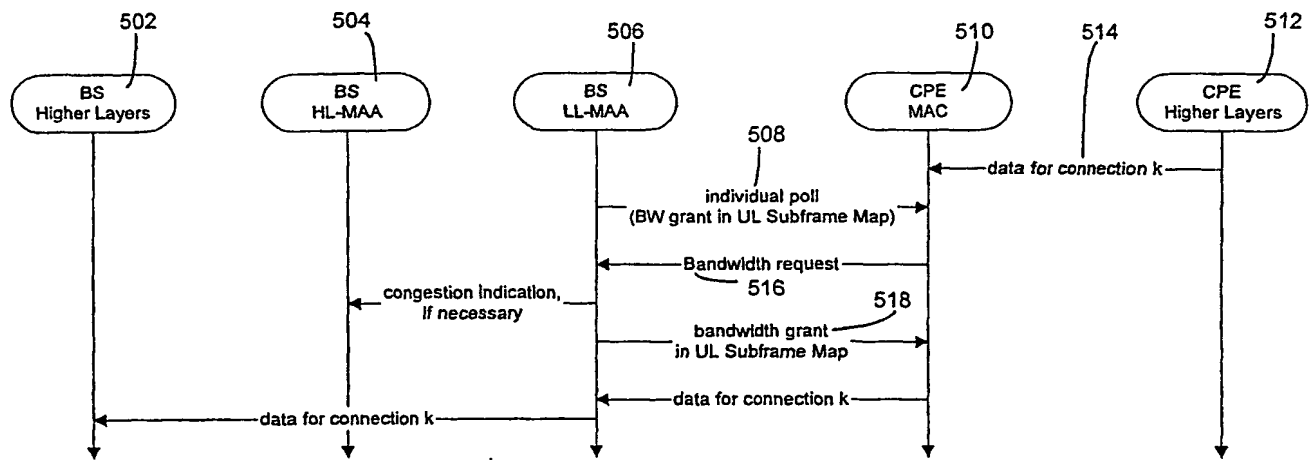 502
504
506
510
514
512
BS
Higher Layers
BS
HL-MAA
BS
LL-MAA
CPE
MAC
CPE
Higher Layers
508
data for connection k
individual poll
(BW grant in UL Subframe Map)
Bandwidth request
516
congestion indication,
if necessary
518
bandwidth grant
in UL Subframe Map
data for connection k
data for connection k